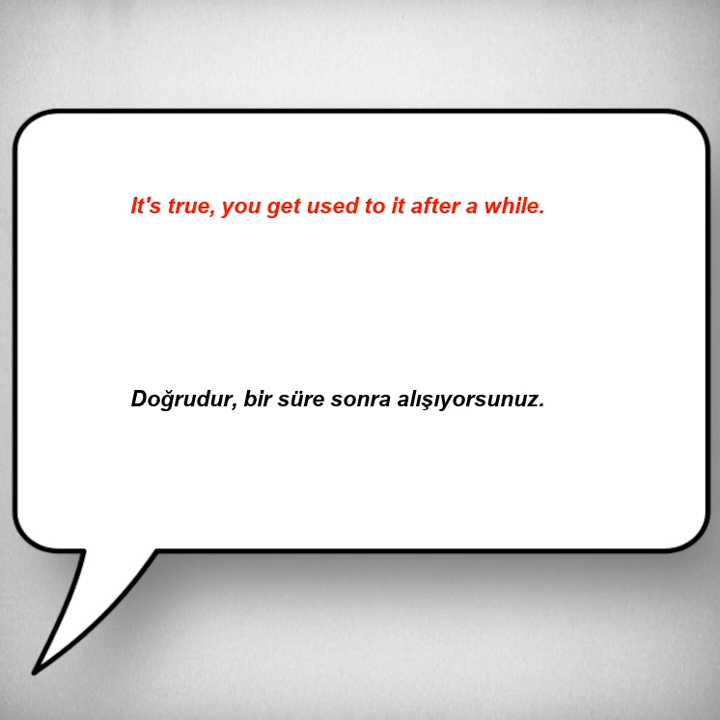 It's true, you get used to it after a while.
Doğrudur, bir süre sonra alışıyorsunuz.